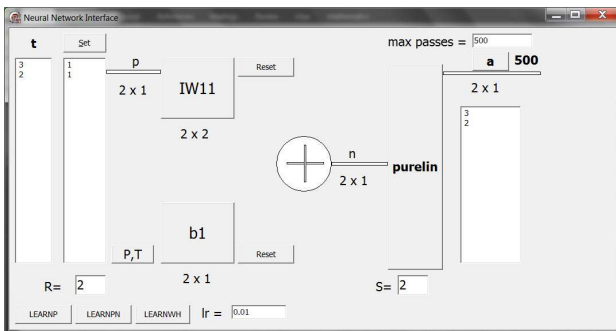 Neural Network Interface
t
Set
max passes = 500
p
Reset
a 500
3
2
1
1
2 x 1
IW11
2 x 1
2 x 2
3
2
n
purelin
2 x 1
b1
P,T
Reset
R= 2
2 x 1
S= 2
LEARNP
LEARNPN
LEARNWH
lr = 0.01